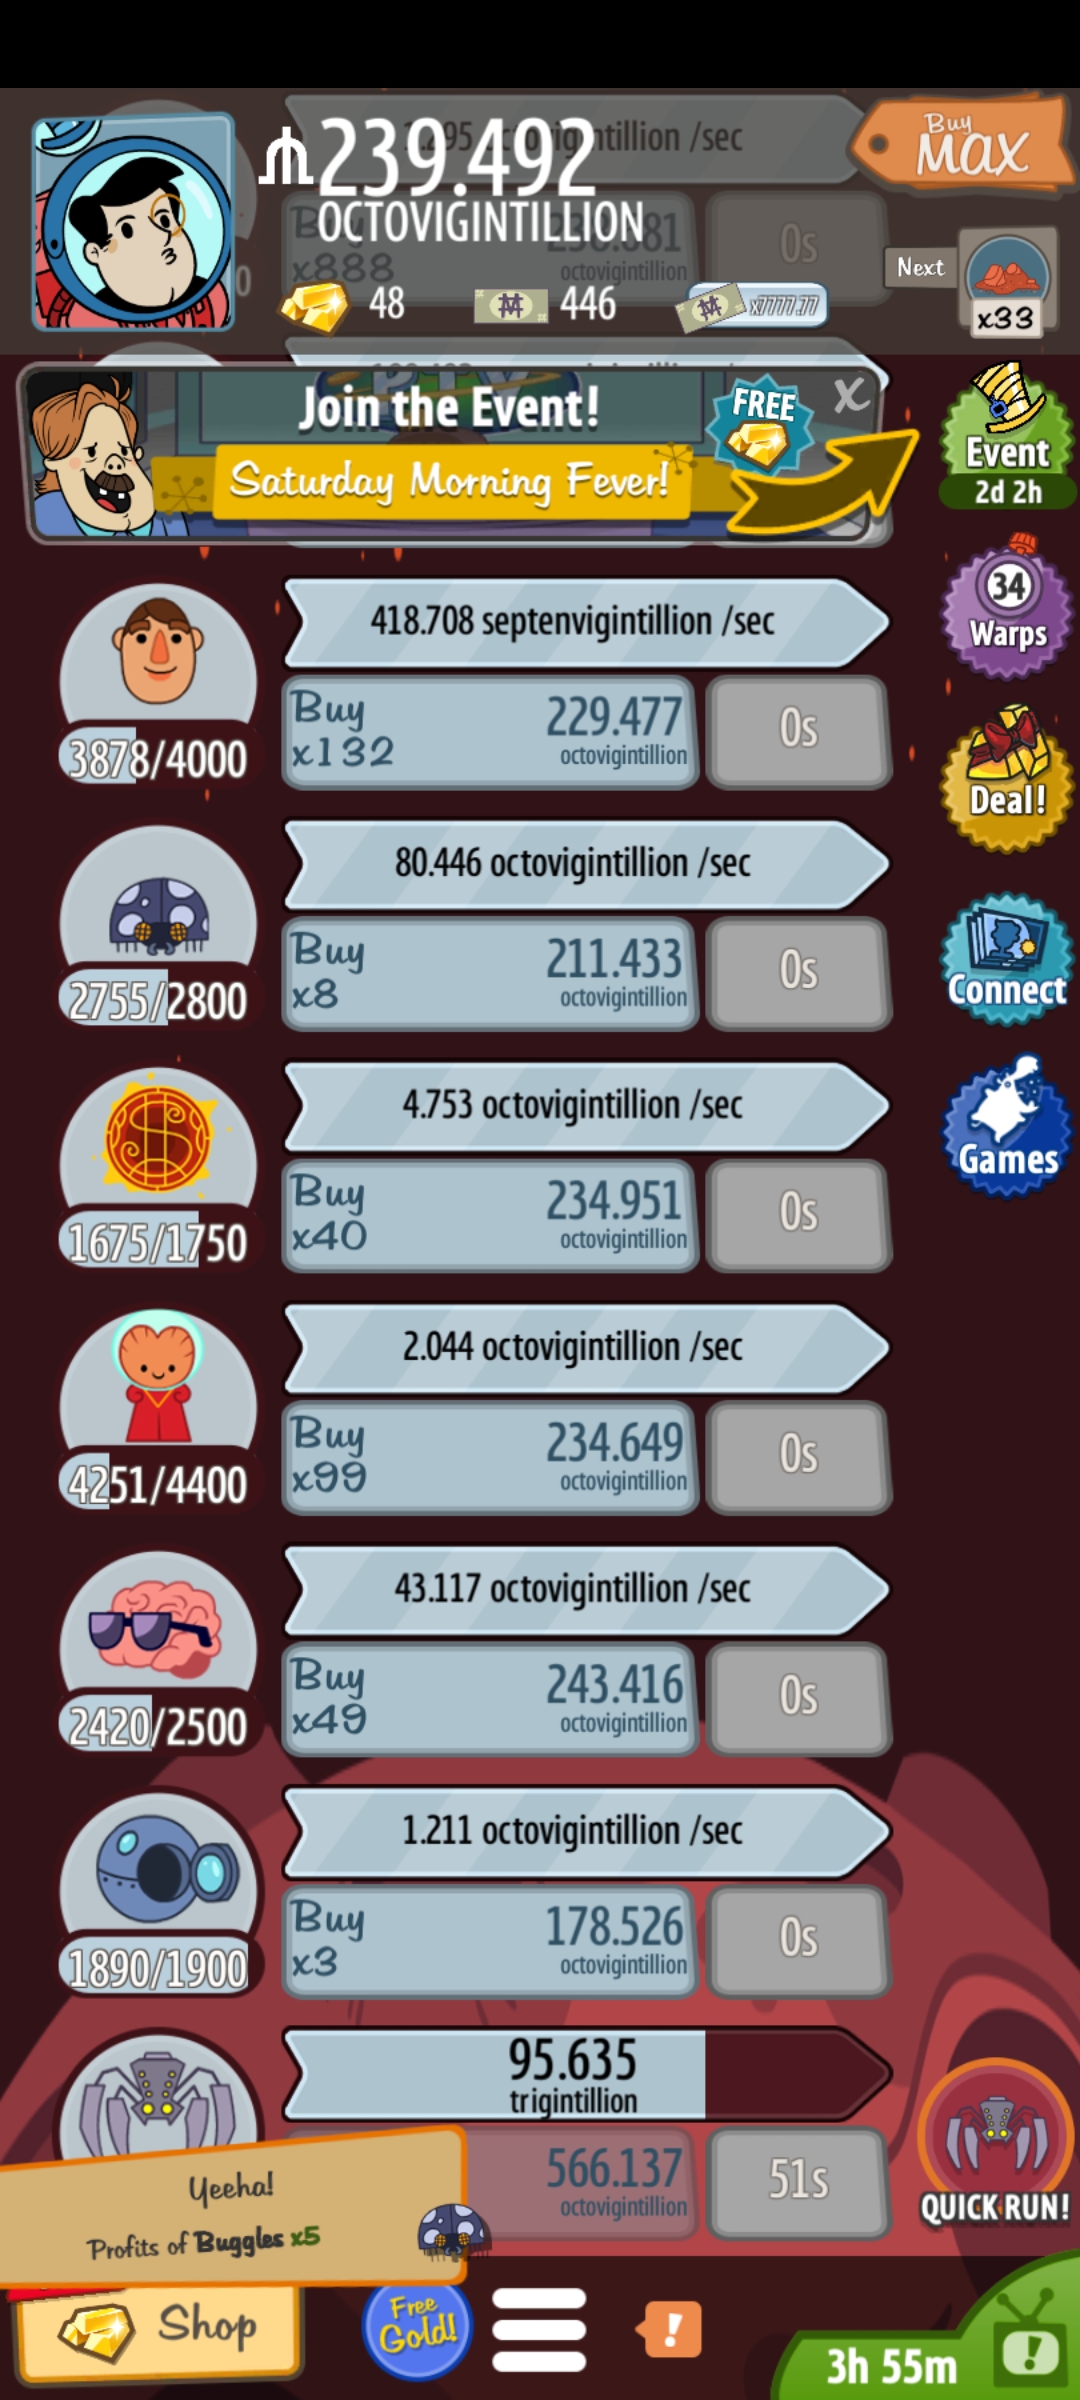 239.492
OCTOVIGINTILLION
octovigintillion /sec
Buy
MAX
x888
octovigintillion
0s
Next
x33
48
446
x7777.77
Join the Event!
FREE
X
Saturday Morning Fever!
Event
2d 2h
418.708 septenvigintillion /sec
34
Warps
3878/4000
Buy
x132
229.477
octovigintillion
0s
Deal!
80.446 octovigintillion /sec
2755/2800
Buy
x8
211.433
octovigintillion
0s
Connect
4.753 octovigintillion /sec
1675/1750
Buy
x40
234.951
octovigintillion
0s
Games
2.044 octovigintillion /sec
4251/4400
Buy
x99
234.649
octovigintillion
0s
43.117 octovigintillion /sec
2420/2500
Buy
x49
243.416
octovigintillion
0s
1.211 octovigintillion /sec
1890/1900
Buy
x3
178.526
octovigintillion
0s
95.635
trigintillion
566.137
octovigintillion
51s
QUICK RUN!
Yeeha!
Profits of Buggles x5
Shop
Free
Gold!
!
3h 55m
!